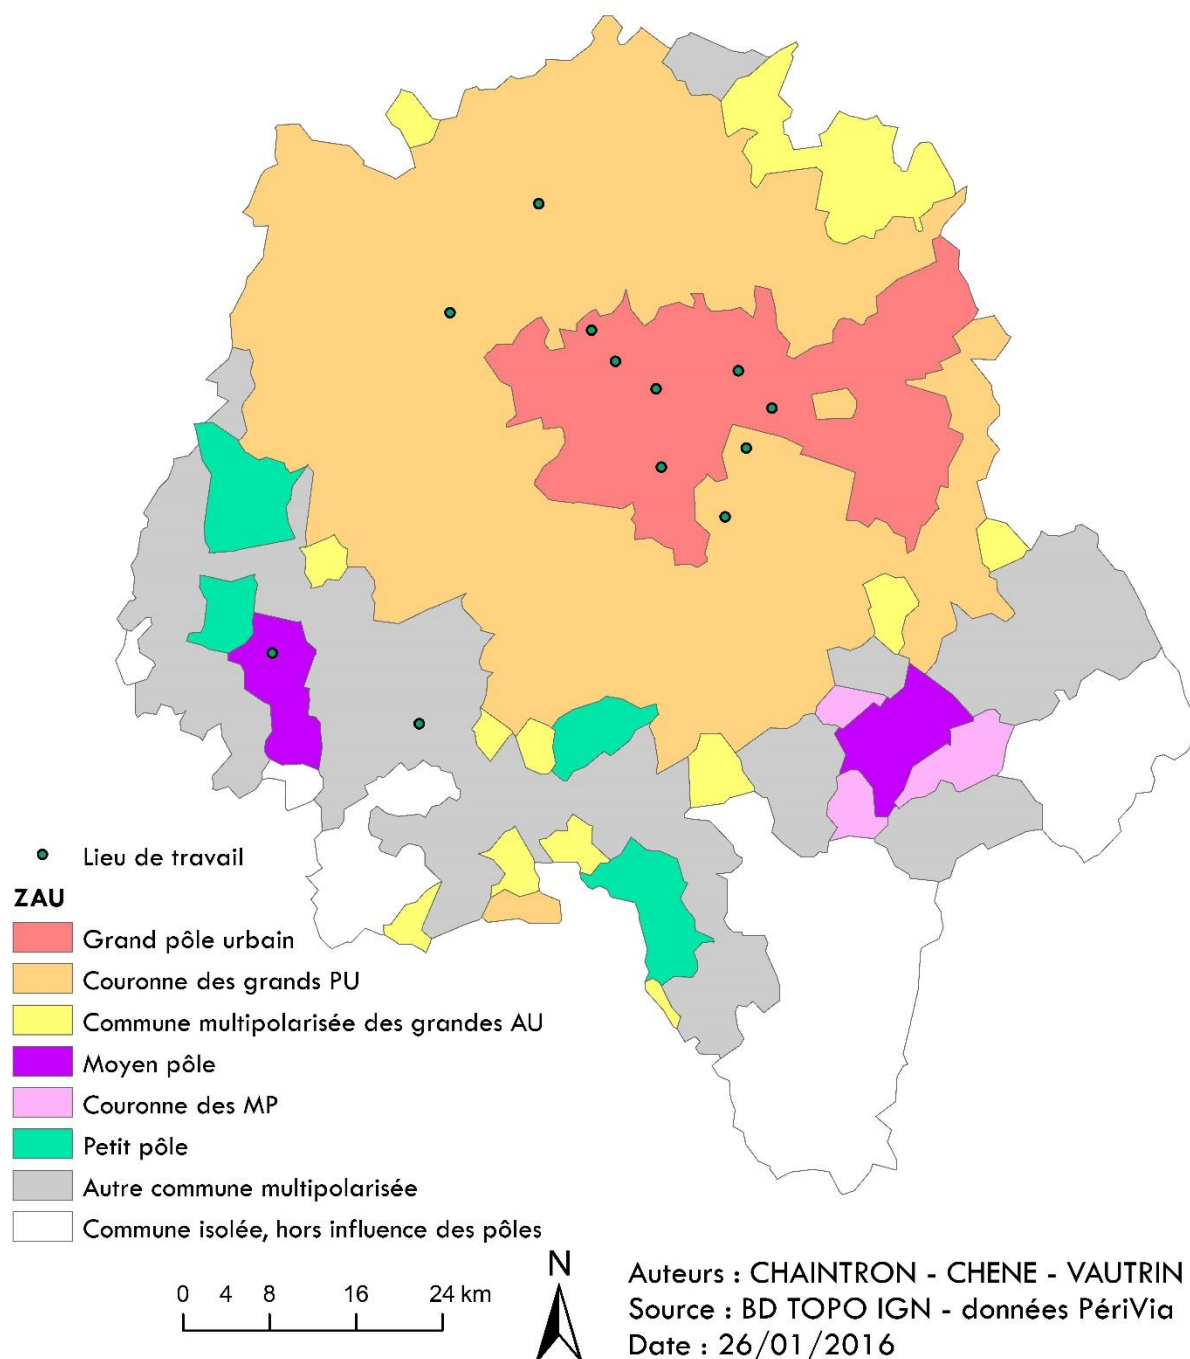 Lieu de travail
ZAU
Grand pôle urbain
Couronne des grands PU
Commune multipolarisée des grandes AU
Moyen pôle
Couronne des MP
Petit pôle
Autre commune multipolarisée
Commune isolée, hors influence des pôles
0 4 8 16 24 km
N
Auteurs : CHAINTRON - CHENE - VAUTRIN
Source : BD TOPO IGN - données PériVia
Date : 26/01/2016